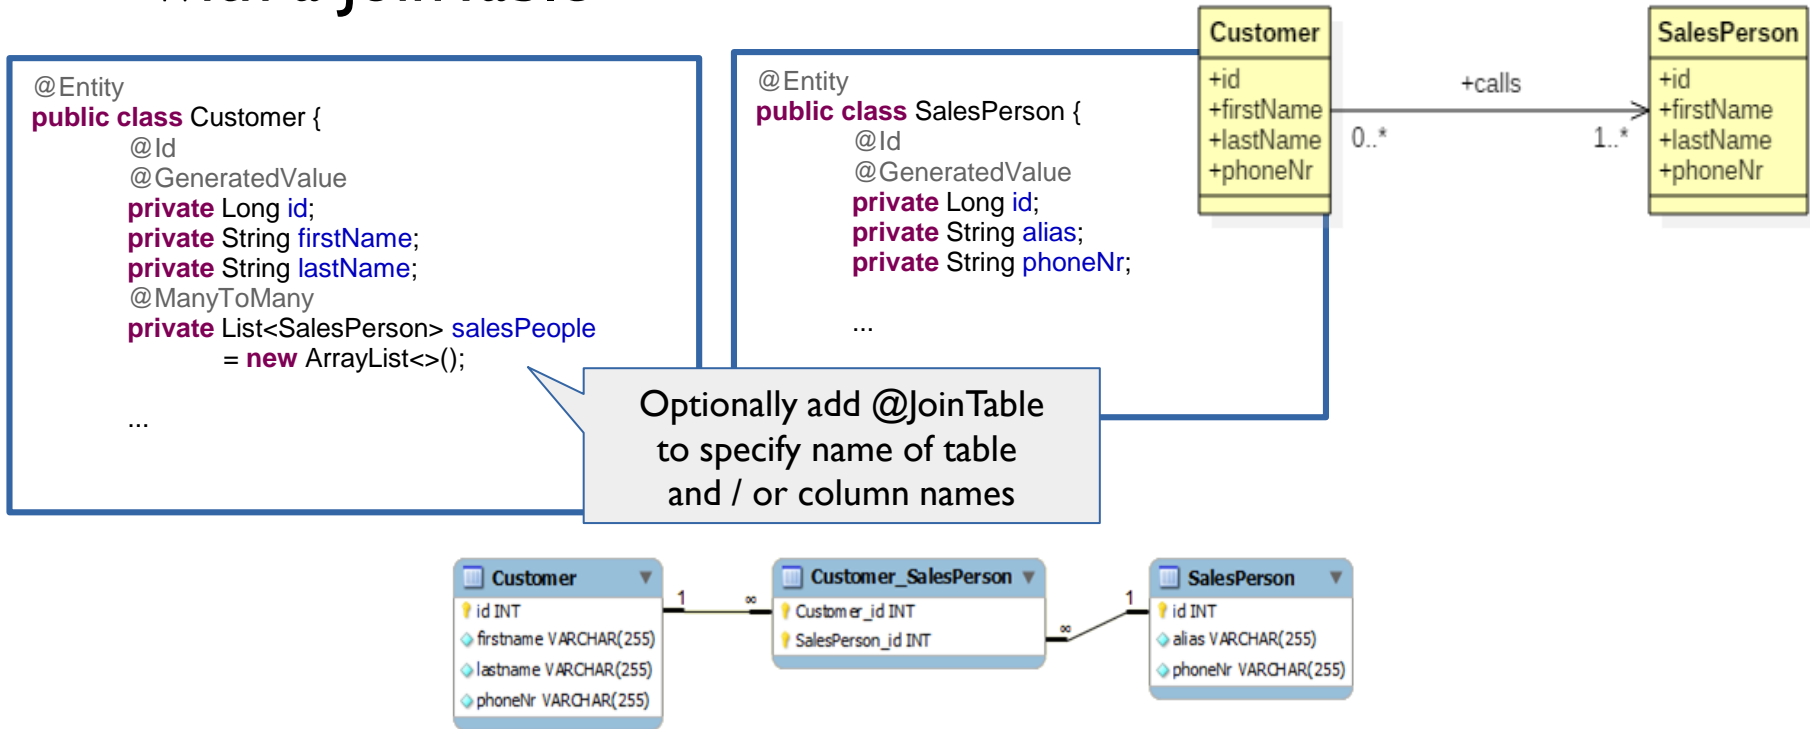 with a JoinTable
@Entity
public class Customer {
@Id
@GeneratedValue
private Long id;
private String firstName;
private String lastName;
@ManyToMany
private List<SalesPerson> salesPeople
= new ArrayList<>();
...
@Entity
public class SalesPerson {
@Id
@GeneratedValue
private Long id;
private String alias;
private String phoneNr;
...
Customer
+id
+firstName
+lastName
+phoneNr
+calls
0..*
1..*
SalesPerson
+id
+firstName
+lastName
+phoneNr
Optionally add @JoinTable
to specify name of table
and / or column names
Customer
id INT
firstname VARCHAR(255)
lastname VARCHAR(255)
phoneNr VARCHAR(255)
1
∞
Customer_SalesPerson
Customer_id INT
SalesPerson_id INT
∞
1
SalesPerson
id INT
alias VARCHAR(255)
phoneNr VARCHAR(255)